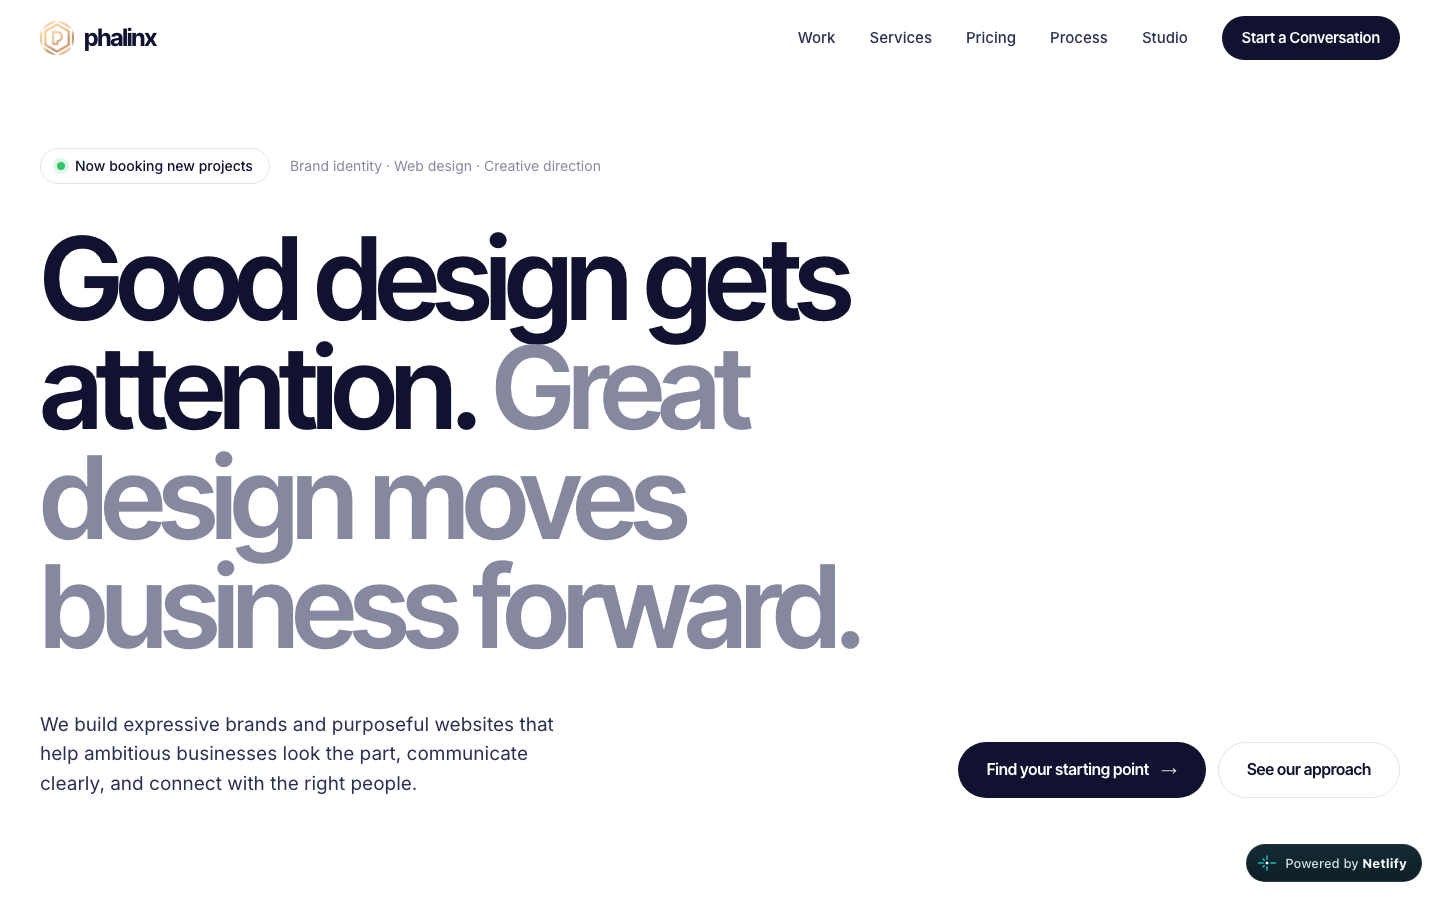 phalinx
Work
Services
Pricing
Process
Studio
Start a Conversation
Now booking new projects
Brand identity · Web design · Creative direction
Good design gets
attention. Great
design moves
business forward.
We build expressive brands and purposeful websites that
help ambitious businesses look the part, communicate
clearly, and connect with the right people.
Find your starting point →
See our approach
Powered by Netlify